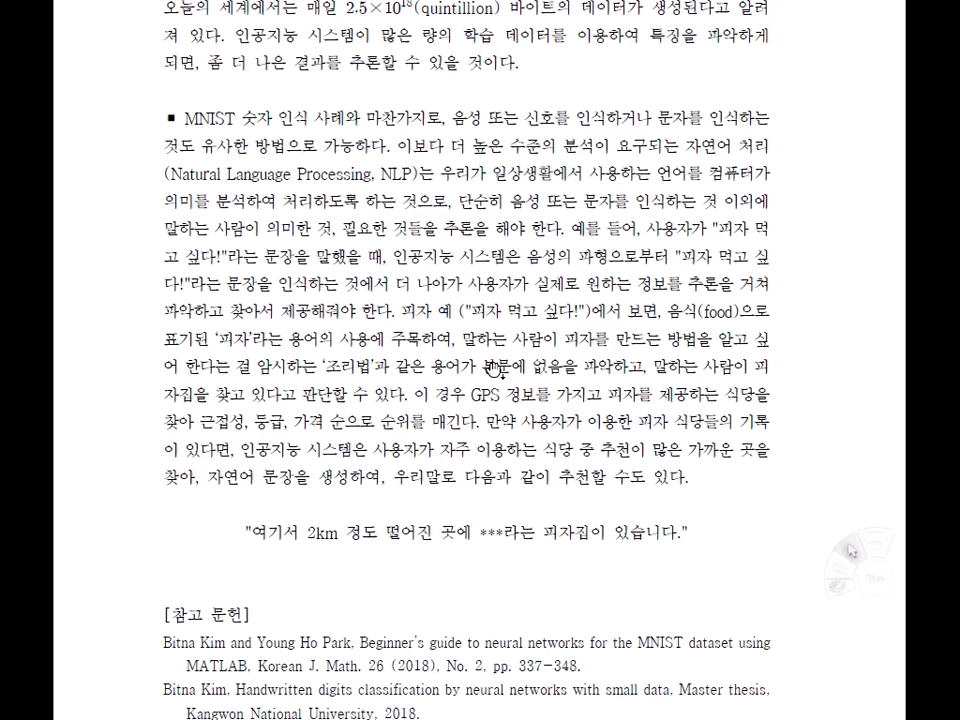 오늘의 세계에서는 매일 2.5×10¹⁸(quintillion) 바이트의 데이터가 생성된다고 알려
져 있다. 인공지능 시스템이 많은 량의 학습 데이터를 이용하여 특징을 파악하게
되면, 좀 더 나은 결과를 추론할 수 있을 것이다.
▪ MNIST 숫자 인식 사례와 마찬가지로, 음성 또는 신호를 인식하거나 문자를 인식하는
것도 유사한 방법으로 가능하다. 이보다 더 높은 수준의 분석이 요구되는 자연어 처리
(Natural Language Processing, NLP)는 우리가 일상생활에서 사용하는 언어를 컴퓨터가
의미를 분석하여 처리하도록 하는 것으로, 단순히 음성 또는 문자를 인식하는 것 이외에
말하는 사람이 의미한 것, 필요한 것들을 추론을 해야 한다. 예를 들어, 사용자가 "피자 먹
고 싶다!"라는 문장을 말했을 때, 인공지능 시스템은 음성의 파형으로부터 "피자 먹고 싶
다!"라는 문장을 인식하는 것에서 더 나아가 사용자가 실제로 원하는 정보를 추론을 거쳐
파악하고 찾아서 제공해줘야 한다. 피자 예 ("피자 먹고 싶다!")에서 보면, 음식(food)으로
표기된 '피자'라는 용어의 사용에 주목하여, 말하는 사람이 피자를 만드는 방법을 알고 싶
어 한다는 걸 암시하는 '조리법'과 같은 용어가 없음을 파악하고, 말하는 사람이 피
자집을 찾고 있다고 판단할 수 있다. 이 경우 GPS 정보를 가지고 피자를 제공하는 식당을
찾아 근접성, 등급, 가격 순으로 순위를 매긴다. 만약 사용자가 이용한 피자 식당들의 기록
이 있다면, 인공지능 시스템은 사용자가 자주 이용하는 식당 중 추천이 많은 가까운 곳을
찾아, 자연어 문장을 생성하여, 우리말로 다음과 같이 추천할 수도 있다.
"여기서 2km 정도 떨어진 곳에 ***라는 피자집이 있습니다."
[참고 문헌]
Bitna Kim and Young Ho Park, Beginner's guide to neural networks for the MNIST dataset using
MATLAB, Korean J. Math. 26 (2018), No. 2, pp. 337-348.
Bitna Kim, Handwritten digits classification by neural networks with small data, Master thesis,
Kangwon National University, 2018.